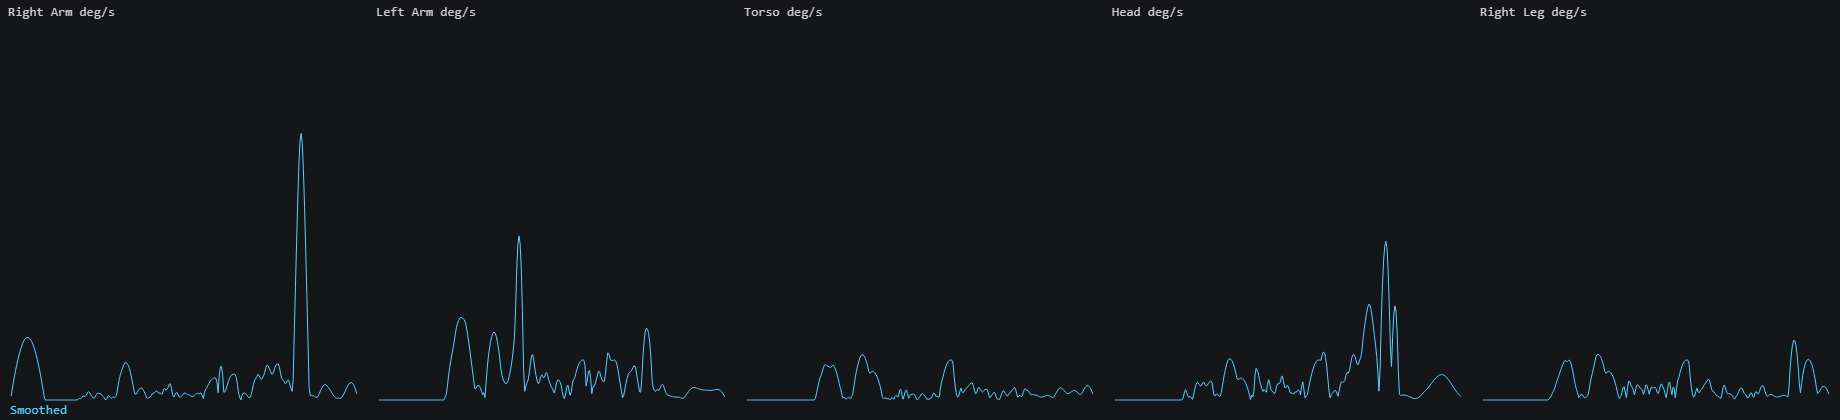 Right Arm deg/s
Left Arm deg/s
Torso deg/s
Head deg/s
Right Leg deg/s
Smoothed